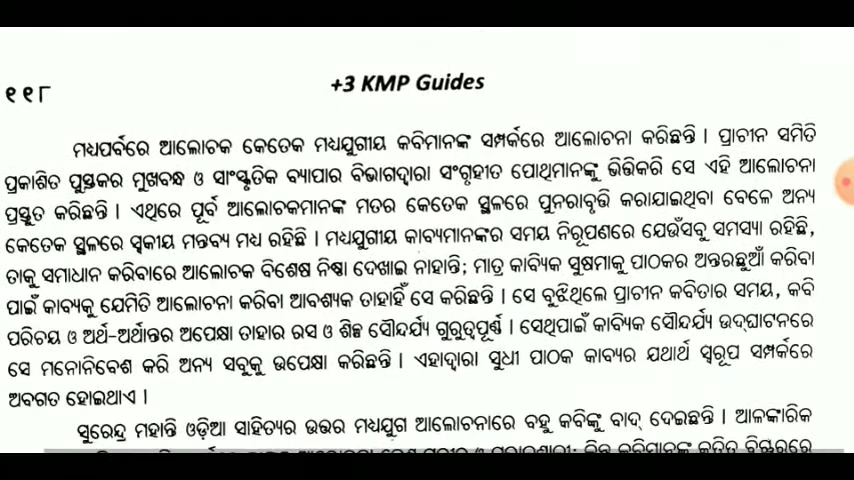 +3 KMP Guides
୧୧୮
ମଧ୍ୟପର୍ବରେ ଆଲୋଚକ କେତେକ ମଧ୍ୟଯୁଗୀୟ କବିମାନଙ୍କ ସମ୍ପର୍କରେ ଆଲୋଚନା କରିଛନ୍ତି । ପ୍ରାଚୀନ ସମିତି
ପ୍ରକାଶିତ ପୁସ୍ତକର ମୁଖବନ୍ଧ ଓ ସାଂସ୍କୃତିକ ବ୍ୟାପାର ବିଭାଗଦ୍ୱାରା ସଂଗୃହୀତ ପୋଥିମାନଙ୍କୁ ଭିତ୍ତିକରି ସେ ଏହି ଆଲୋଚନା
ପ୍ରସ୍ତୁତ କରିଛନ୍ତି । ଏଥିରେ ପୂର୍ବ ଆଲୋଚକମାନଙ୍କ ମତର କେତେକ ସ୍ଥଳରେ ପୁନରାବୃତ୍ତି କରାଯାଇଥିବା ବେଳେ ଅନ୍ୟ
କେତେକ ସ୍ଥଳରେ ସ୍ୱକୀୟ ମନ୍ତବ୍ୟ ମଧ୍ୟ ରହିଛି । ମଧ୍ୟଯୁଗୀୟ କାବ୍ୟମାନଙ୍କର ସମୟ ନିରୂପଣରେ ଯେଉଁସବୁ ସମସ୍ୟା ରହିଛି,
ତାକୁ ସମାଧାନ କରିବାରେ ଆଲୋଚକ ବିଶେଷ ନିଷ୍ଠା ଦେଖାଇ ନାହାନ୍ତି; ମାତ୍ର କାବ୍ୟିକ ସୁଷମାକୁ ପାଠକର ଅନ୍ତରଛୁଆଁ କରିବା
ପାଇଁ କାବ୍ୟକୁ ଯେମିତି ଆଲୋଚନା କରିବା ଆବଶ୍ୟକ ତାହାହିଁ ସେ କରିଛନ୍ତି । ସେ ବୁଝିଥିଲେ ପ୍ରାଚୀନ କବିତାର ସମୟ, କବି
ପରିଚୟ ଓ ଅର୍ଥ-ଅର୍ଥାନ୍ତର ଅପେକ୍ଷା ତାହାର ରସ ଓ ଶିଳ୍ପ ସୌନ୍ଦର୍ଯ୍ୟ ଗୁରୁତ୍ୱପୂର୍ଣ୍ଣ । ସେଥିପାଇଁ କାବ୍ୟିକ ସୌନ୍ଦର୍ଯ୍ୟ ଉଦ୍‌ଘାଟନରେ
ସେ ମନୋନିବେଶ କରି ଅନ୍ୟ ସବୁକୁ ଉପେକ୍ଷା କରିଛନ୍ତି । ଏହାଦ୍ୱାରା ସୁଧୀ ପାଠକ କାବ୍ୟର ଯଥାର୍ଥ ସ୍ୱରୂପ ସମ୍ପର୍କରେ
ଅବଗତ ହୋଇଥାଏ ।
ସୁରେନ୍ଦ୍ର ମହାନ୍ତି ଓଡ଼ିଆ ସାହିତ୍ୟର ଉତ୍ତର ମଧ୍ୟଯୁଗ ଆଲୋଚନାରେ ବହୁ କବିଙ୍କୁ ବାଦ୍ ଦେଇଛନ୍ତି । ଆଳଙ୍କାରିକ